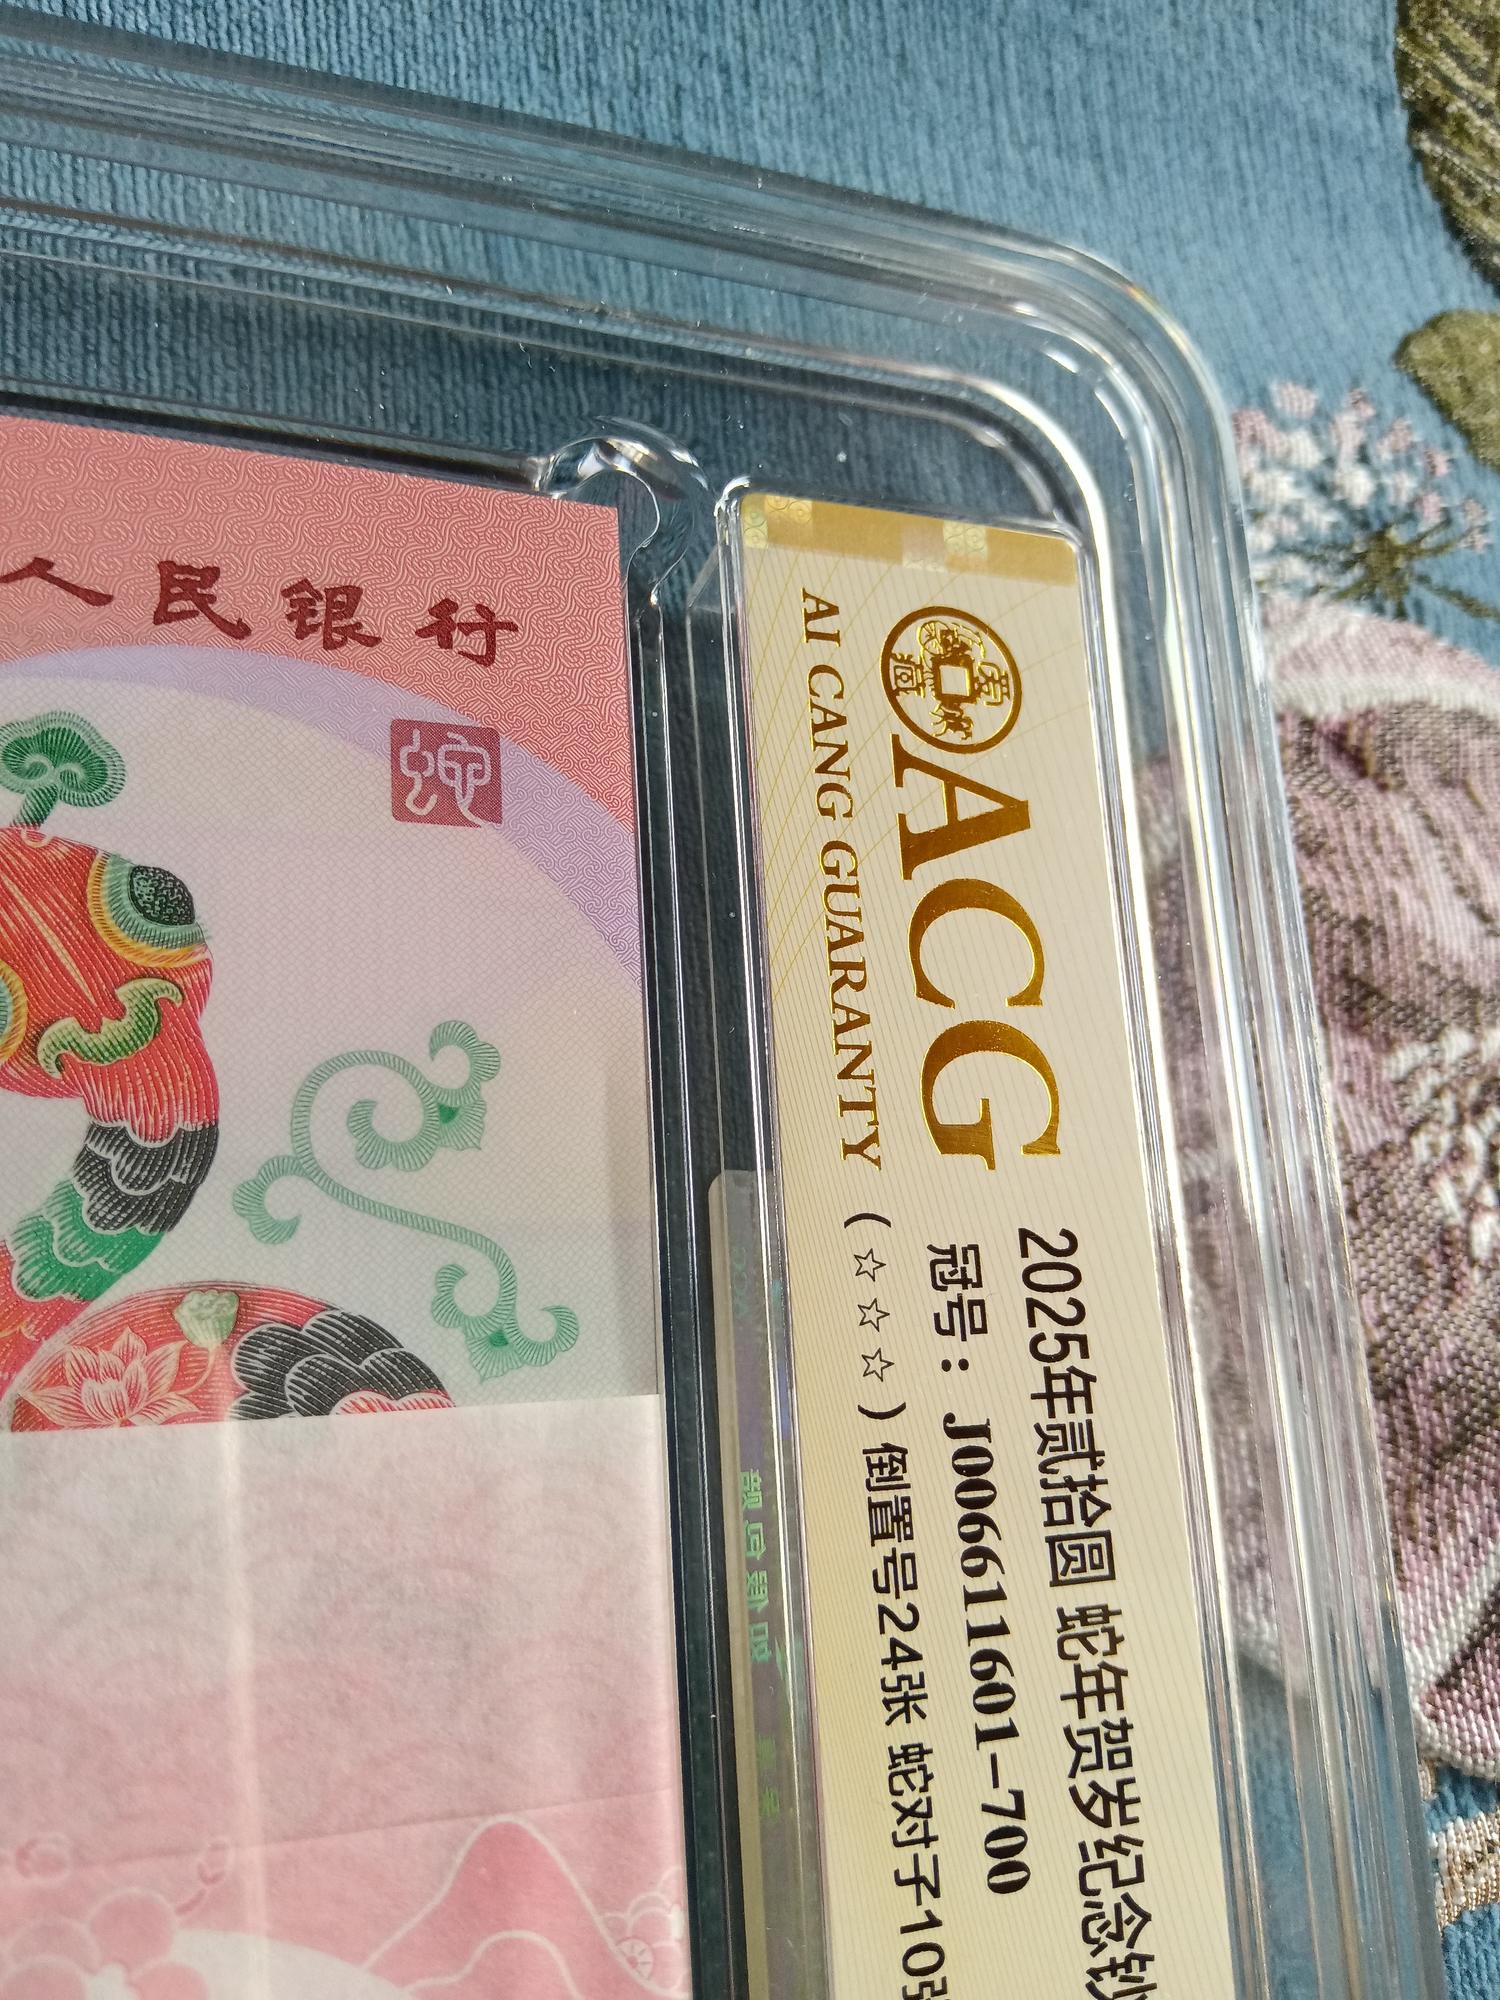 人民银行
蛇
ACG
AI CANG GUARANTY
2025年贰拾圆 蛇年贺岁纪念钞
冠号：J006611601-700
（☆☆☆）倒置号24张 蛇对子10张